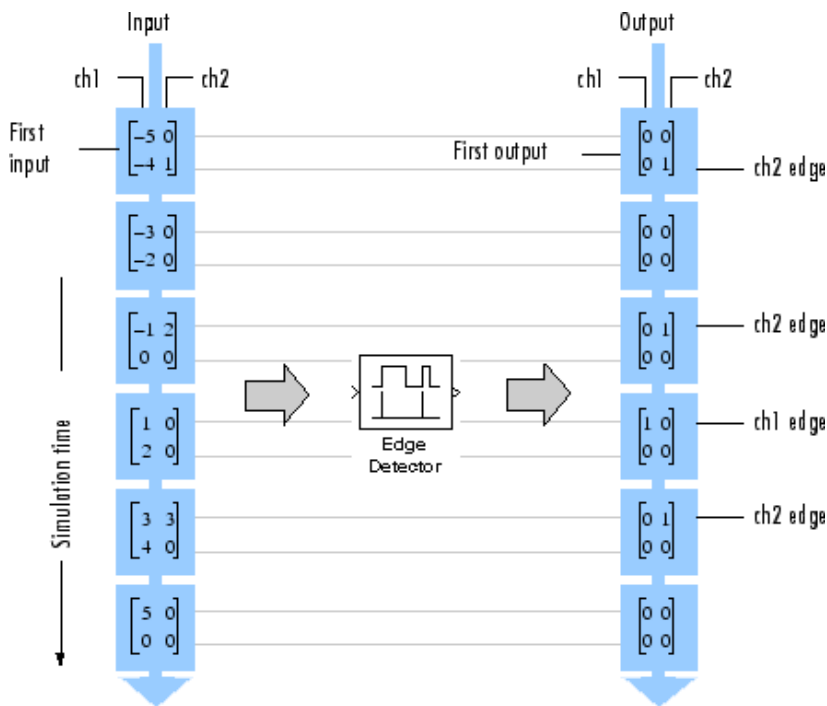 Input
Output
ch1
ch2
ch1
ch2
First
input
-5 0
-4 1
First output
0 0
0 1
ch2 edge
-3 0
-2 0
0 0
0 0
-1 2
0 0
0 1
0 0
ch2 edge
Edge
Detector
1 0
2 0
1 0
0 0
ch1 edge
Simulation time
3 3
4 0
0 1
0 0
ch2 edge
5 0
0 0
0 0
0 0